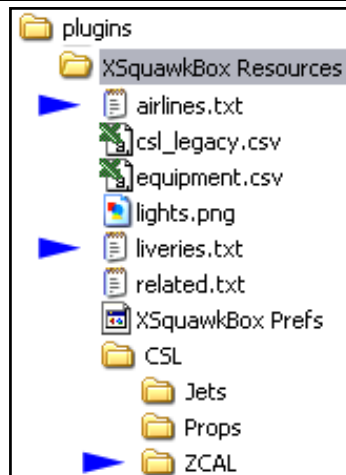 plugins
XSquawkBox Resources
airlines.txt
csl_legacy.csv
equipment.csv
lights.png
liveries.txt
related.txt
XSquawkBox Prefs
CSL
Jets
Props
ZCAL